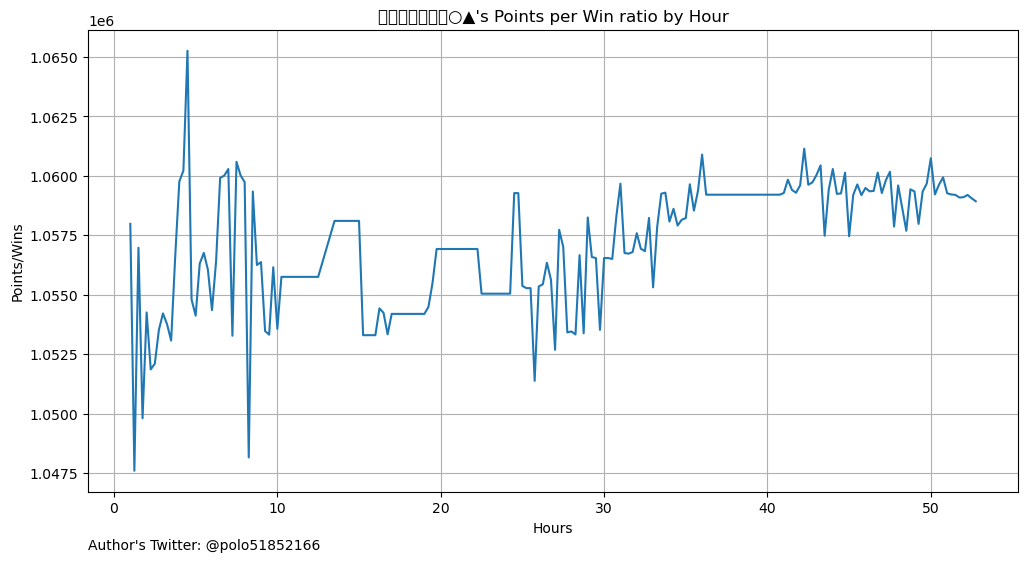 ○▲'s Points per Win ratio by Hour
1e6
1.0650
1.0625
1.0600
1.0575
1.0550
1.0525
1.0500
1.0475
Points/Wins
0 10 20 30 40 50
Hours
Author's Twitter: @polo51852166